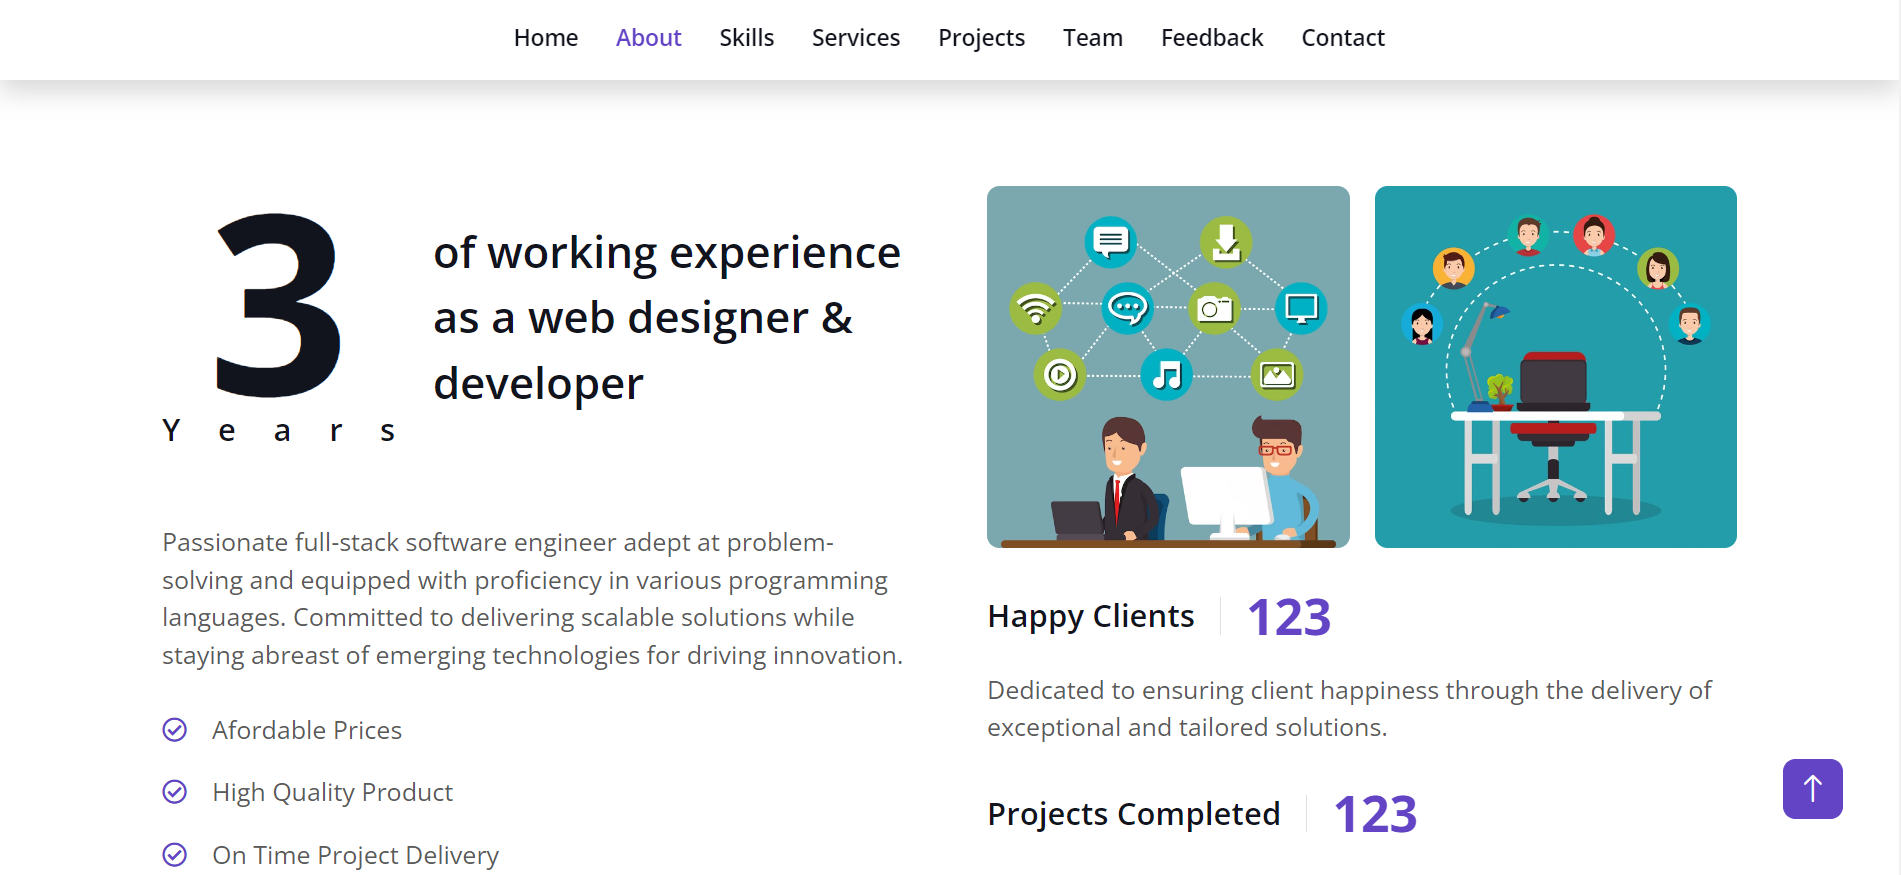 Home About Skills Services Projects Team Feedback Contact
3
Years
of working experience
as a web designer &
developer
Passionate full-stack software engineer adept at problem-
solving and equipped with proficiency in various programming
languages. Committed to delivering scalable solutions while
staying abreast of emerging technologies for driving innovation.
Afordable Prices
High Quality Product
On Time Project Delivery
Happy Clients 123
Dedicated to ensuring client happiness through the delivery of
exceptional and tailored solutions.
Projects Completed 123